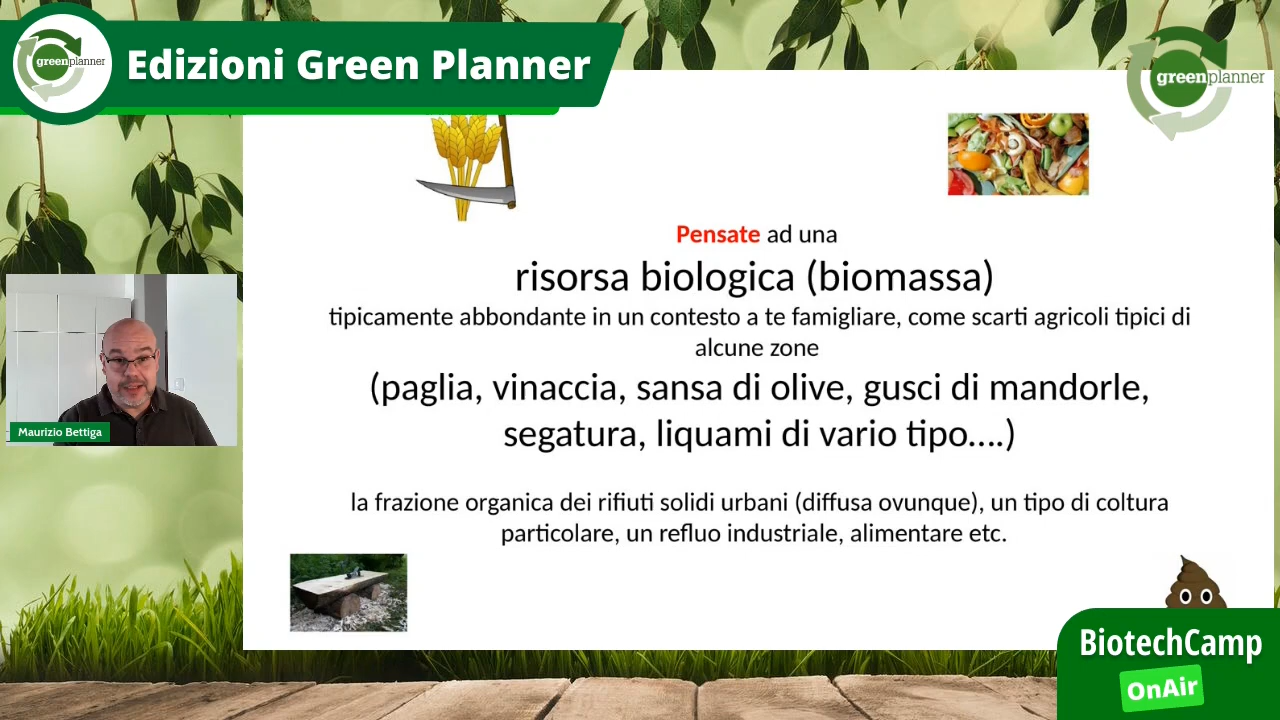 greenplanner
Edizioni Green Planner
greenplanner
Pensate ad una
risorsa biologica (biomassa)
tipicamente abbondante in un contesto a te famigliare, come scarti agricoli tipici di
alcune zone
(paglia, vinaccia, sansa di olive, gusci di mandorle,
segatura, liquami di vario tipo....)
la frazione organica dei rifiuti solidi urbani (diffusa ovunque), un tipo di coltura
particolare, un refluo industriale, alimentare etc.
Maurizio Bettiga
BiotechCamp
OnAir